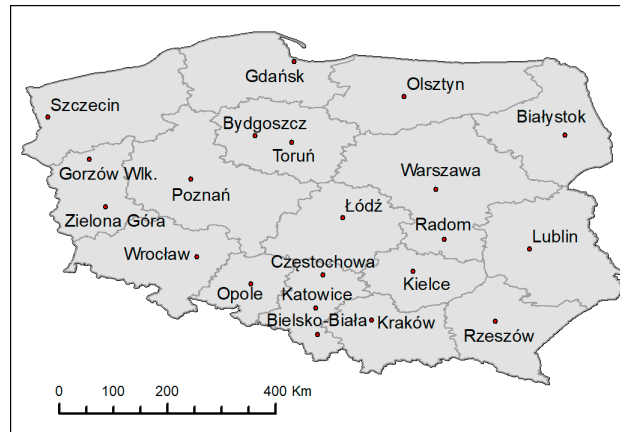 Gdańsk
Olsztyn
Szczecin
Białystok
Bydgoszcz
Toruń
Gorzów Wlk.
Poznań
Warszawa
Zielona Góra
Łódź
Radom
Lublin
Wrocław
Częstochowa
Opole
Katowice
Kielce
Bielsko-Biała
Kraków
Rzeszów
0 100 200 400 Km